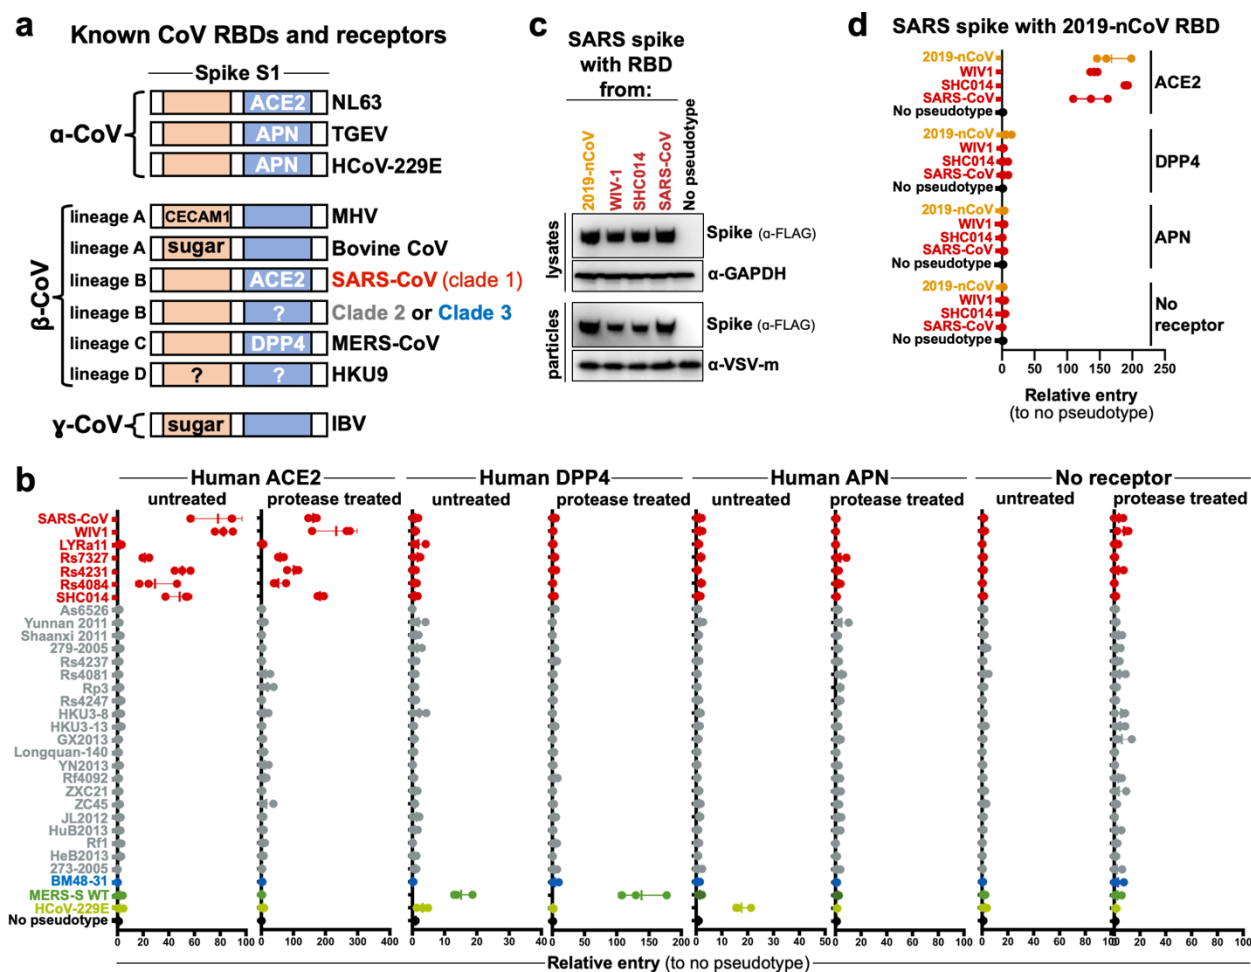 a
Known CoV RBDs and receptors
Spike S1
α-CoV
ACE2 NL63
APN TGEV
APN HCoV-229E
β-CoV
lineage A CECAM1 MHV
lineage A sugar Bovine CoV
lineage B ACE2 SARS-CoV (clade 1)
lineage B ? Clade 2 or Clade 3
lineage C DPP4 MERS-CoV
lineage D ? ? HKU9
ɣ-CoV
sugar IBV
c
SARS spike
with RBD
from:
2019-nCoV
WIV-1
SHC014
SARS-CoV
No pseudotype
lysates
Spike (α-FLAG)
α-GAPDH
particles
Spike (α-FLAG)
α-VSV-m
d
SARS spike with 2019-nCoV RBD
2019-nCoV
WIV1
SHC014
SARS-CoV
No pseudotype
ACE2
2019-nCoV
WIV1
SHC014
SARS-CoV
No pseudotype
DPP4
2019-nCoV
WIV1
SHC014
SARS-CoV
No pseudotype
APN
2019-nCoV
WIV1
SHC014
SARS-CoV
No pseudotype
No
receptor
0 50 100 150 200 250
Relative entry
(to no pseudotype)
b
Human ACE2 Human DPP4 Human APN No receptor
untreated protease treated untreated protease treated untreated protease treated untreated protease treated
SARS-CoV
WIV1
LYRa11
Rs7327
Rs4231
Rs4084
SHC014
As6526
Yunnan 2011
Shaanxi 2011
279-2005
Rs4237
Rs4081
Rp3
Rs4247
HKU3-8
HKU3-13
GX2013
Longquan-140
YN2013
Rf4092
ZXC21
ZC45
JL2012
HuB2013
Rf1
HeB2013
273-2005
BM48-31
MERS-S WT
HCoV-229E
No pseudotype
0 20 40 60 80 100 0 100 200 300 400 0 10 20 30 40 0 50 100 150 200 0 10 20 30 40 50 0 20 40 60 80 100 0 20 40 60 80 100 0 20 40 60 80 100
Relative entry (to no pseudotype)